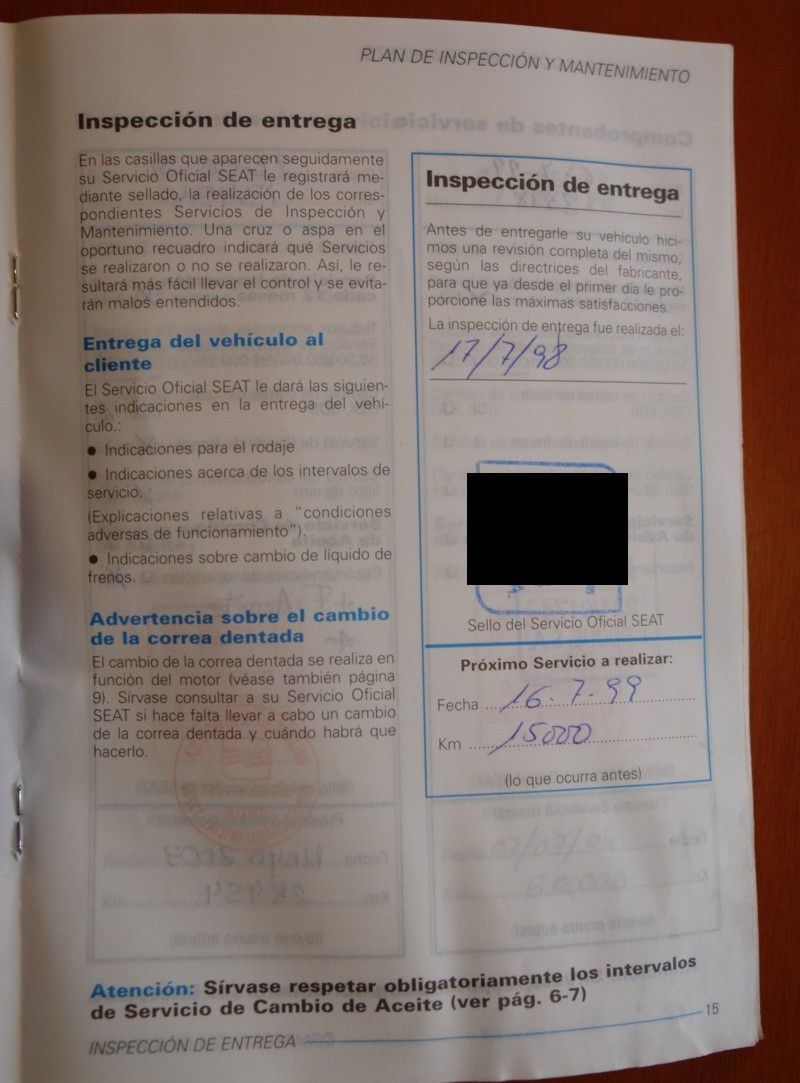 PLAN DE INSPECCIÓN Y MANTENIMIENTO
Inspección de entrega
En las casillas que aparecen seguidamente
su Servicio Oficial SEAT le registrará me-
diante sellado, la realización de los corres-
pondientes Servicios de Inspección y
Mantenimiento. Una cruz o aspa en el
oportuno recuadro indicará qué Servicios
se realizaron o no se realizaron. Así, le re-
sultará más fácil llevar el control y se evita-
rán malos entendidos.
Entrega del vehículo al
cliente
El Servicio Oficial SEAT le dará las siguien-
tes indicaciones en la entrega del vehí-
culo.:
● Indicaciones para el rodaje
● Indicaciones acerca de los intervalos de
servicio.
(Explicaciones relativas a "condiciones
adversas de funcionamiento").
● Indicaciones sobre cambio de líquido de
frenos.
Advertencia sobre el cambio
de la correa dentada
El cambio de la correa dentada se realiza en
función del motor (véase también página
9). Sírvase consultar a su Servicio Oficial
SEAT si hace falta llevar a cabo un cambio
de la correa dentada y cuándo habrá que
hacerlo.
Inspección de entrega
Antes de entregarle su vehículo hici-
mos una revisión completa del mismo,
según las directrices del fabricante,
para que ya desde el primer día le pro-
porcione las máximas satisfacciones.
La inspección de entrega fue realizada el:
17/7/98
Sello del Servicio Oficial SEAT
Próximo Servicio a realizar:
Fecha 16.7.99
Km 15000
(lo que ocurra antes)
Atención: Sírvase respetar obligatoriamente los intervalos
de Servicio de Cambio de Aceite (ver pág. 6-7)
15
INSPECCIÓN DE ENTREGA